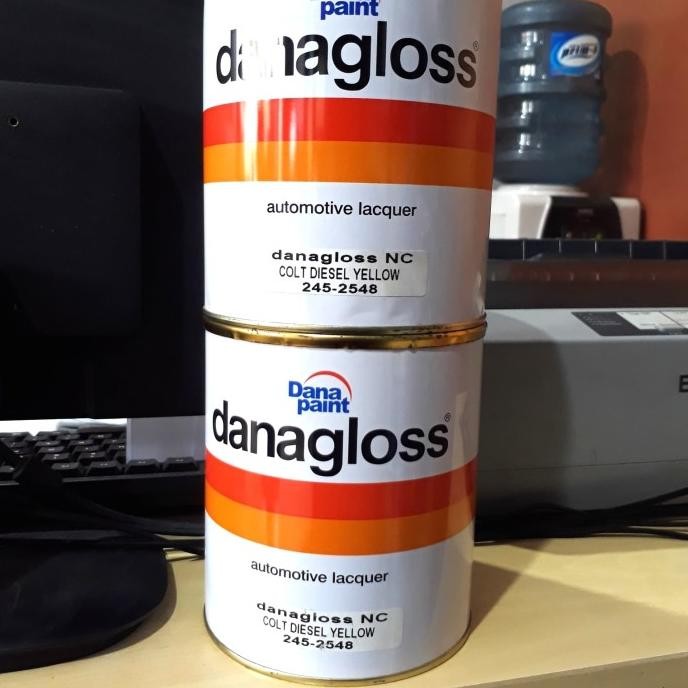 paint
danagloss®
automotive lacquer
danagloss NC
COLT DIESEL YELLOW
245-2548
Dana
paint
danagloss®
automotive lacquer
danagloss NC
COLT DIESEL YELLOW
245-2548